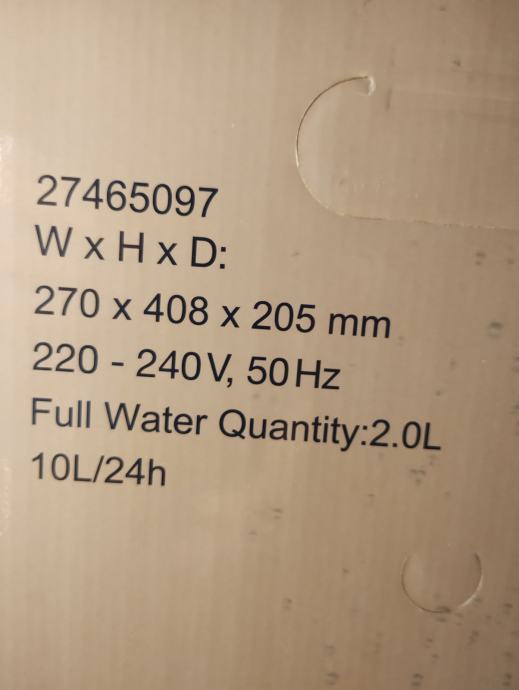 27465097
W x H x D:
270 x 408 x 205 mm
220 - 240V, 50Hz
Full Water Quantity:2.0L
10L/24h